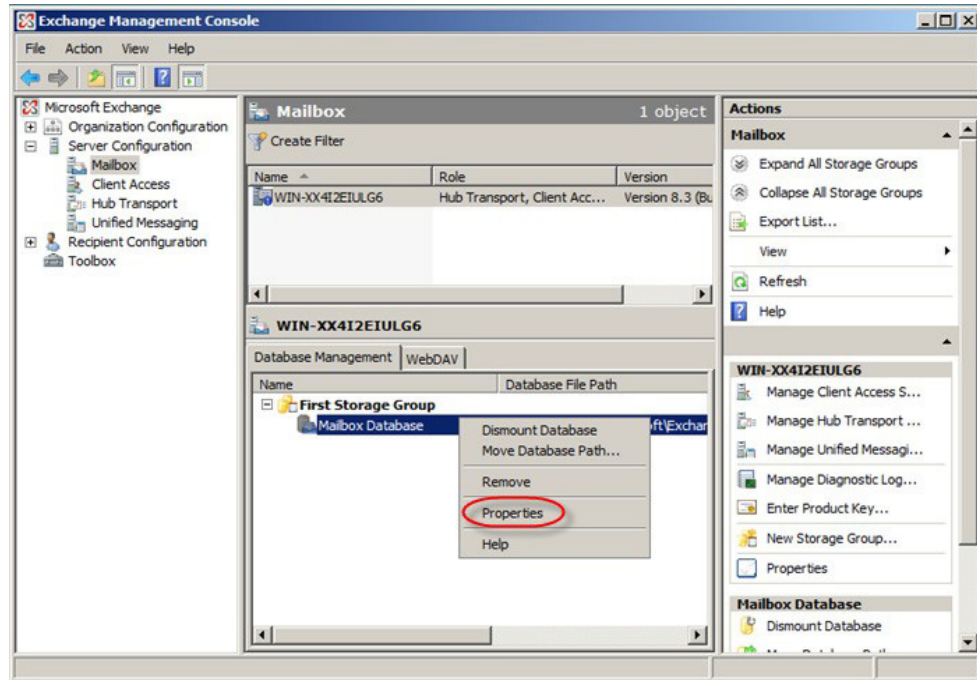 Exchange Management Console
File Action View Help
Microsoft Exchange
Organization Configuration
Server Configuration
Mailbox
Client Access
Hub Transport
Unified Messaging
Recipient Configuration
Toolbox
Mailbox 1 object
Create Filter
Name Role Version
WIN-XX4I2EIULG6 Hub Transport, Client Acc... Version 8.3 (Bu
WIN-XX4I2EIULG6
Database Management WebDAV
Name Database File Path
First Storage Group
Mailbox Database ft\Exchar
Dismount Database
Move Database Path...
Remove
Properties
Help
Actions
Mailbox
Expand All Storage Groups
Collapse All Storage Groups
Export List...
View
Refresh
Help
WIN-XX4I2EIULG6
Manage Client Access S...
Manage Hub Transport ...
Manage Unified Messagi...
Manage Diagnostic Log...
Enter Product Key...
New Storage Group...
Properties
Mailbox Database
Dismount Database